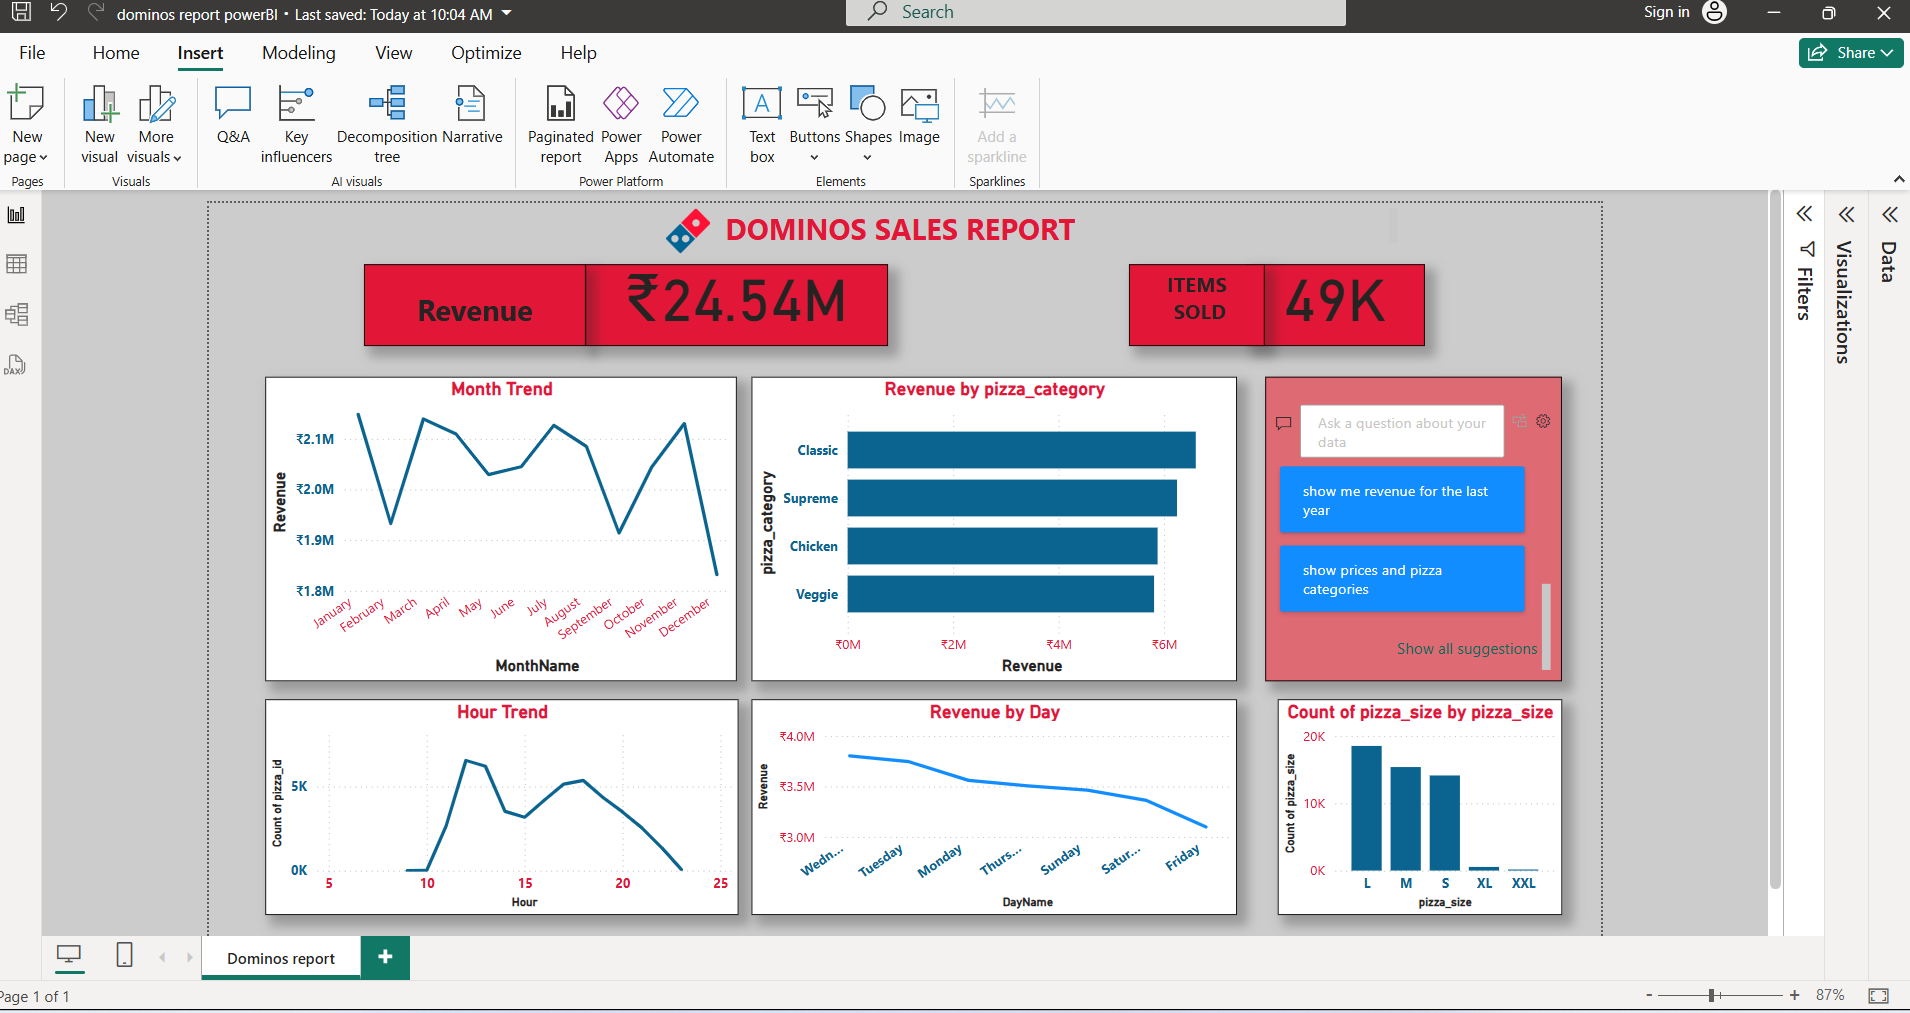 dominos report powerBI • Last saved: Today at 10:04 AM
Search
Sign in
File Home Insert Modeling View Optimize Help
Share
New page
New visual
More visuals
Q&A
Key influencers
Decomposition tree
Narrative
Paginated report
Power Apps
Power Automate
Text box
Buttons
Shapes
Image
Add a sparkline
Pages
Visuals
AI visuals
Power Platform
Elements
Sparklines
DAX
DOMINOS SALES REPORT
Revenue
₹24.54M
ITEMS
SOLD
49K
Month Trend
Revenue
₹2.1M
₹2.0M
₹1.9M
₹1.8M
January February March April May June July August September October November December
MonthName
Revenue by pizza_category
pizza_category
Classic
Supreme
Chicken
Veggie
₹0M ₹2M ₹4M ₹6M
Revenue
Ask a question about your
data
show me revenue for the last
year
show prices and pizza
categories
Show all suggestions
Hour Trend
Count of pizza_id
5K
0K
5 10 15 20 25
Hour
Revenue by Day
Revenue
₹4.0M
₹3.5M
₹3.0M
Wedn... Tuesday Monday Thurs... Sunday Satur... Friday
DayName
Count of pizza_size by pizza_size
Count of pizza_size
20K
10K
0K
L M S XL XXL
pizza_size
Filters
Visualizations
Data
Dominos report
+
Page 1 of 1
- + 87%